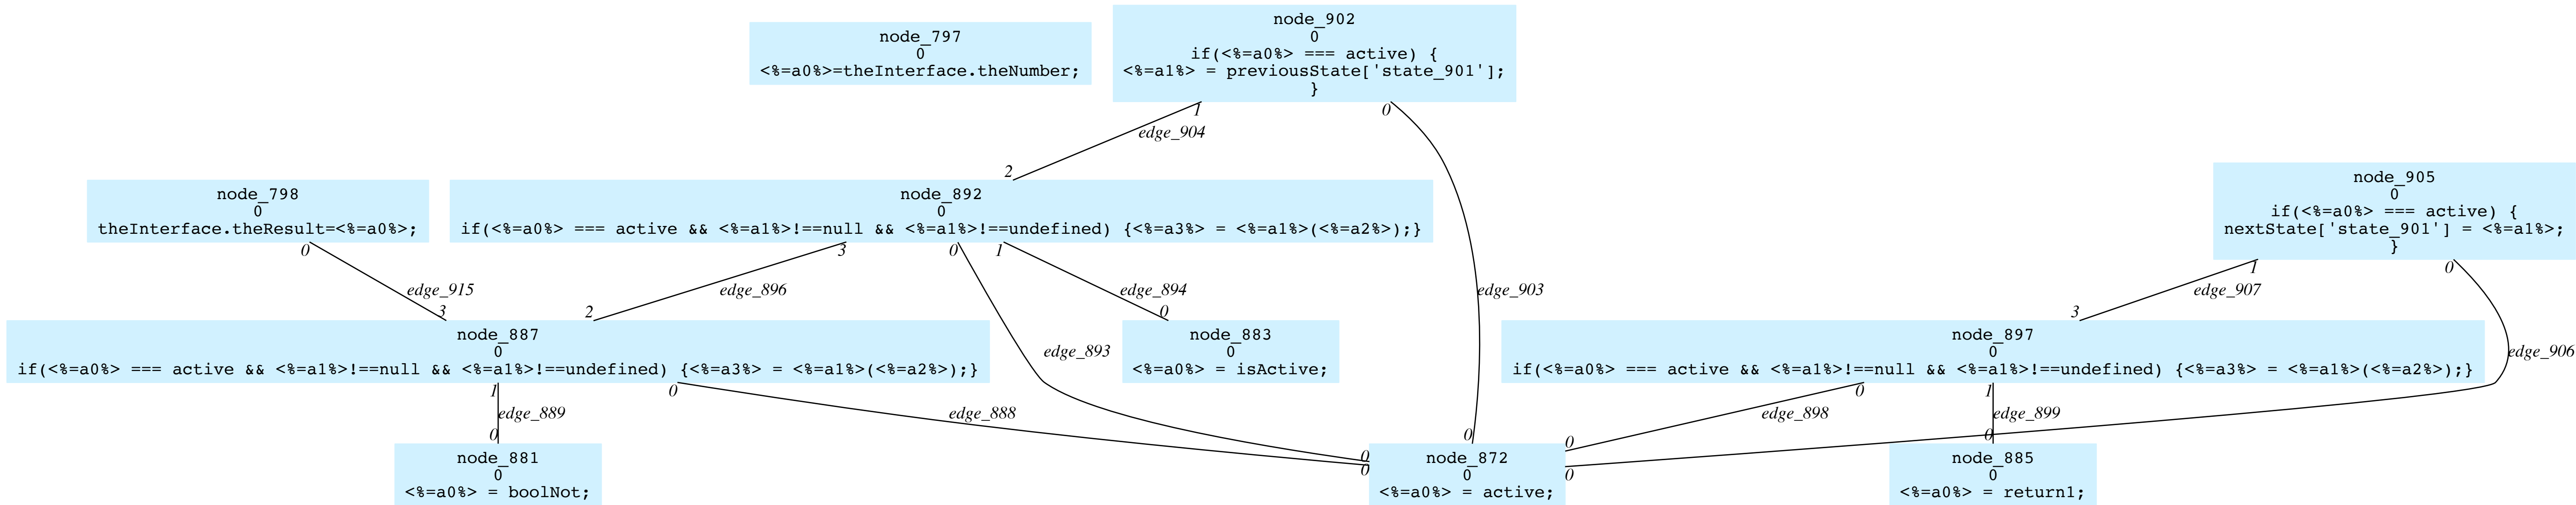 node_797
0
<%=a0%>=theInterface.theNumber;
node_902
0
if(<%=a0%> === active) {
<%=a1%> = previousState['state_901'];
}
1
0
edge_904
2
node_798
0
theInterface.theResult=<%=a0%>;
0
node_892
0
if(<%=a0%> === active && <%=a1%>!==null && <%=a1%>!==undefined) {<%=a3%> = <%=a1%>(<%=a2%>);}
3
0
1
node_905
0
if(<%=a0%> === active) {
nextState['state_901'] = <%=a1%>;
}
1
0
edge_915
edge_896
edge_894
edge_903
edge_907
3
2
0
3
node_887
0
if(<%=a0%> === active && <%=a1%>!==null && <%=a1%>!==undefined) {<%=a3%> = <%=a1%>(<%=a2%>);}
1
0
edge_893
node_883
0
<%=a0%> = isActive;
node_897
0
if(<%=a0%> === active && <%=a1%>!==null && <%=a1%>!==undefined) {<%=a3%> = <%=a1%>(<%=a2%>);}
0
1
edge_906
edge_889
edge_888
edge_898
edge_899
0
0
0
0
0
0
0
node_881
0
<%=a0%> = boolNot;
node_872
0
<%=a0%> = active;
node_885
0
<%=a0%> = return1;